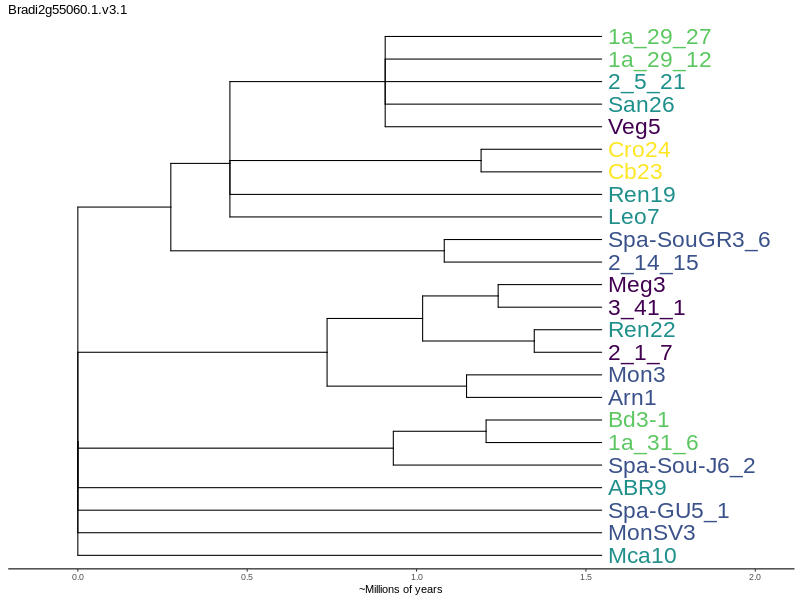 Bradi2g55060.1.v3.1
1a_29_27
1a_29_12
2_5_21
San26
Veg5
Cro24
Cb23
Ren19
Leo7
Spa-SouGR3_6
2_14_15
Meg3
3_41_1
Ren22
2_1_7
Mon3
Arn1
Bd3-1
1a_31_6
Spa-Sou-J6_2
ABR9
Spa-GU5_1
MonSV3
Mca10
0.0 0.5 1.0 1.5 2.0
~Millions of years